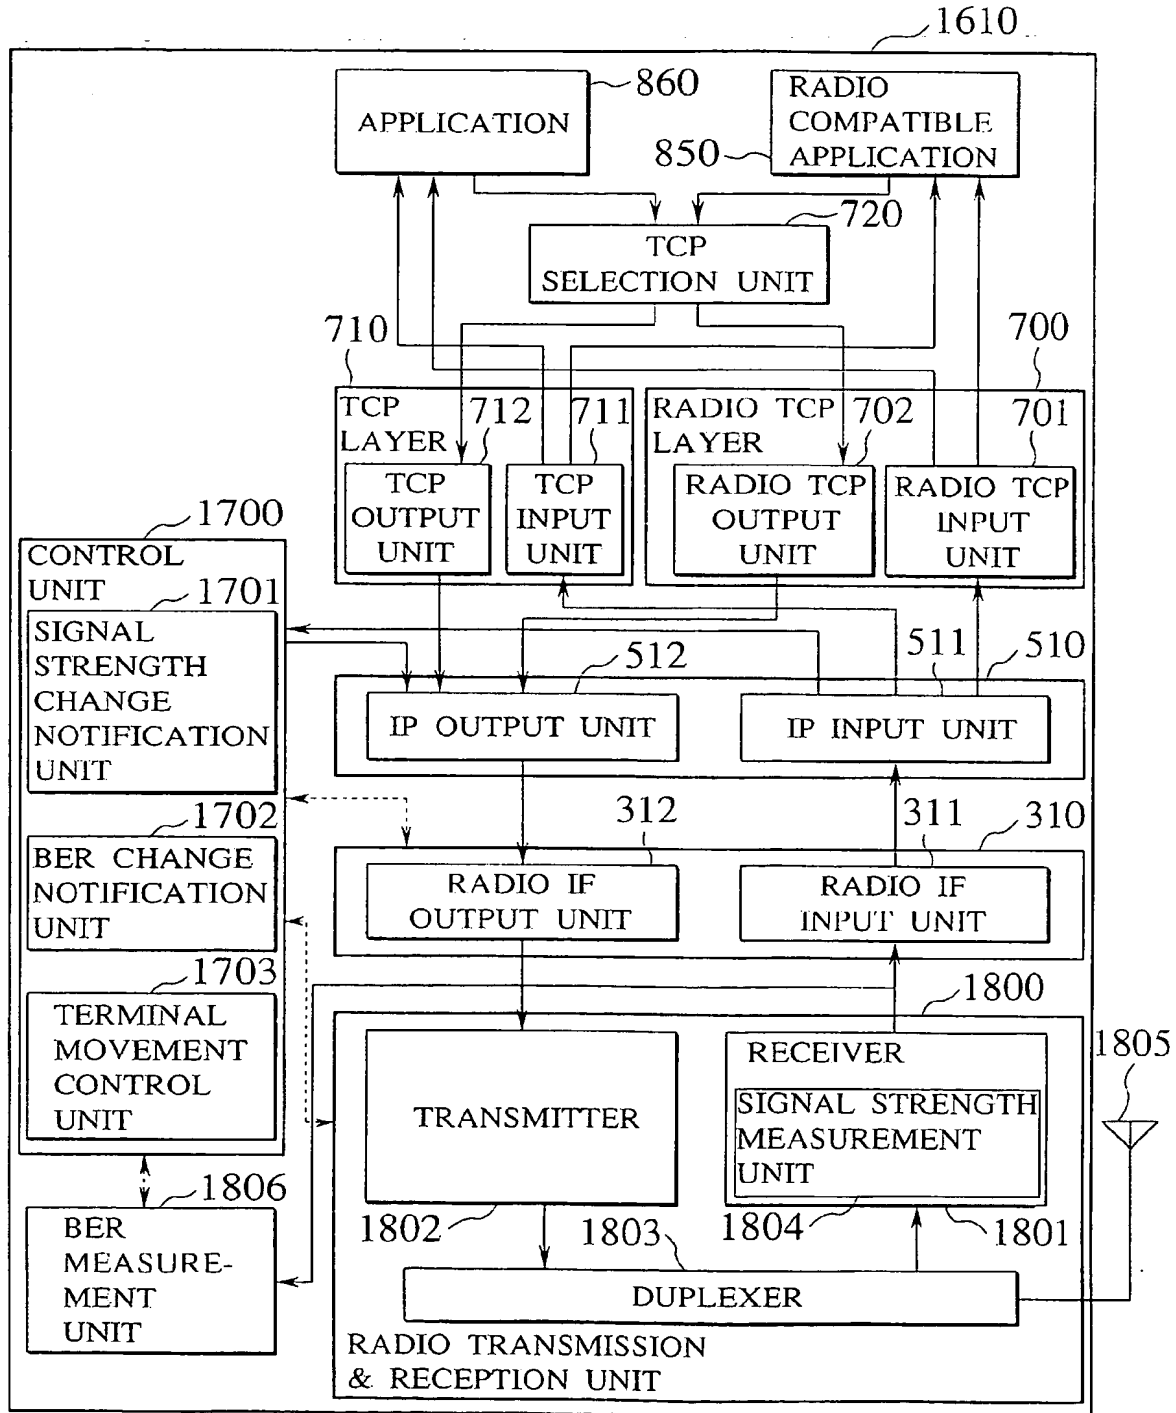 1610
APPLICATION
860
RADIO
COMPATIBLE
APPLICATION
850
720
TCP
SELECTION UNIT
710
700
TCP
LAYER
712
711
RADIO TCP
LAYER
702
701
TCP
OUTPUT
UNIT
TCP
INPUT
UNIT
RADIO TCP
OUTPUT
UNIT
RADIO TCP
INPUT
UNIT
1700
CONTROL
UNIT
1701
SIGNAL
STRENGTH
CHANGE
NOTIFICATION
UNIT
512
511
510
IP OUTPUT UNIT
IP INPUT UNIT
1702
BER CHANGE
NOTIFICATION
UNIT
312
311
310
RADIO IF
OUTPUT UNIT
RADIO IF
INPUT UNIT
1703
TERMINAL
MOVEMENT
CONTROL
UNIT
1800
TRANSMITTER
RECEIVER
SIGNAL STRENGTH
MEASUREMENT
UNIT
1805
1806
BER
MEASURE-
MENT
UNIT
1802
1803
1804
1801
DUPLEXER
RADIO TRANSMISSION
& RECEPTION UNIT